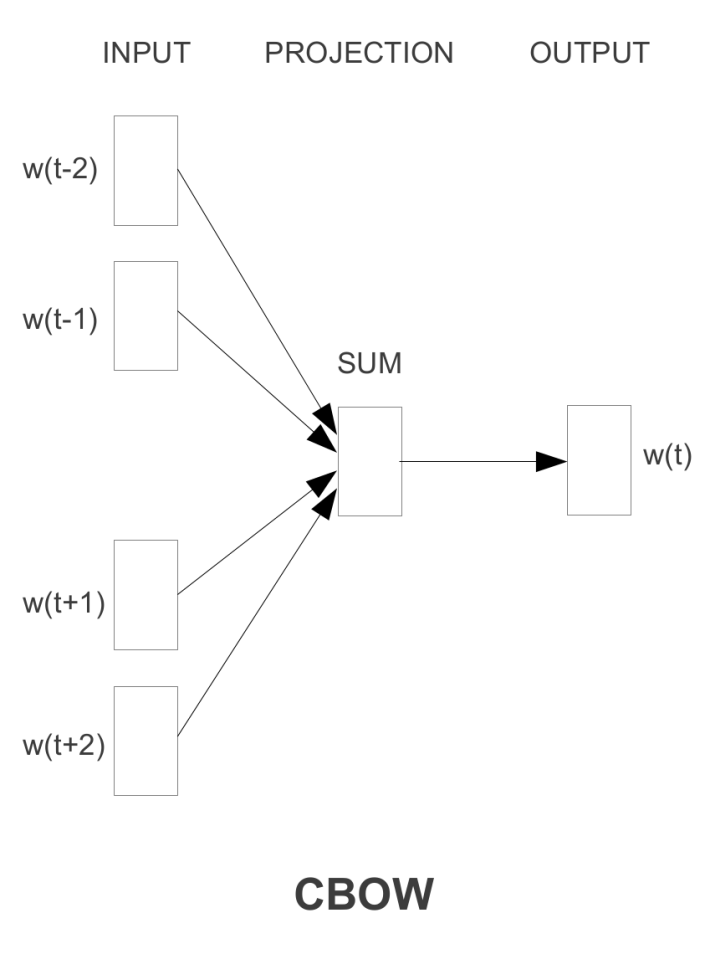 INPUT PROJECTION OUTPUT
w(t-2)
w(t-1)
SUM
w(t)
w(t+1)
w(t+2)
CBOW